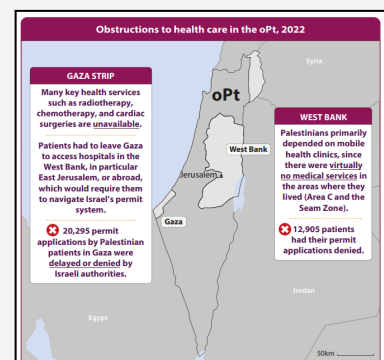 Obstructions to health care in the oPt, 2022
GAZA STRIP
Many key health services
such as radiotherapy,
chemotherapy, and cardiac
surgeries are unavailable.
Patients had to leave Gaza
to access hospitals in the
West Bank, in particular
East Jerusalem, or abroad,
which would require them
to navigate Israel's permit
system.
20,295 permit
applications by Palestinian
patients in Gaza were
delayed or denied by
Israeli authorities.
Syria
oPt
West Bank
Jerusalem
Gaza
WEST BANK
Palestinians primarily
depended on mobile
health clinics, since
there were virtually
no medical services in
the areas where they
lived (Area C and the
Seam Zone).
12,905 patients
had their permit
applications denied.
Jordan
Egypt
50km